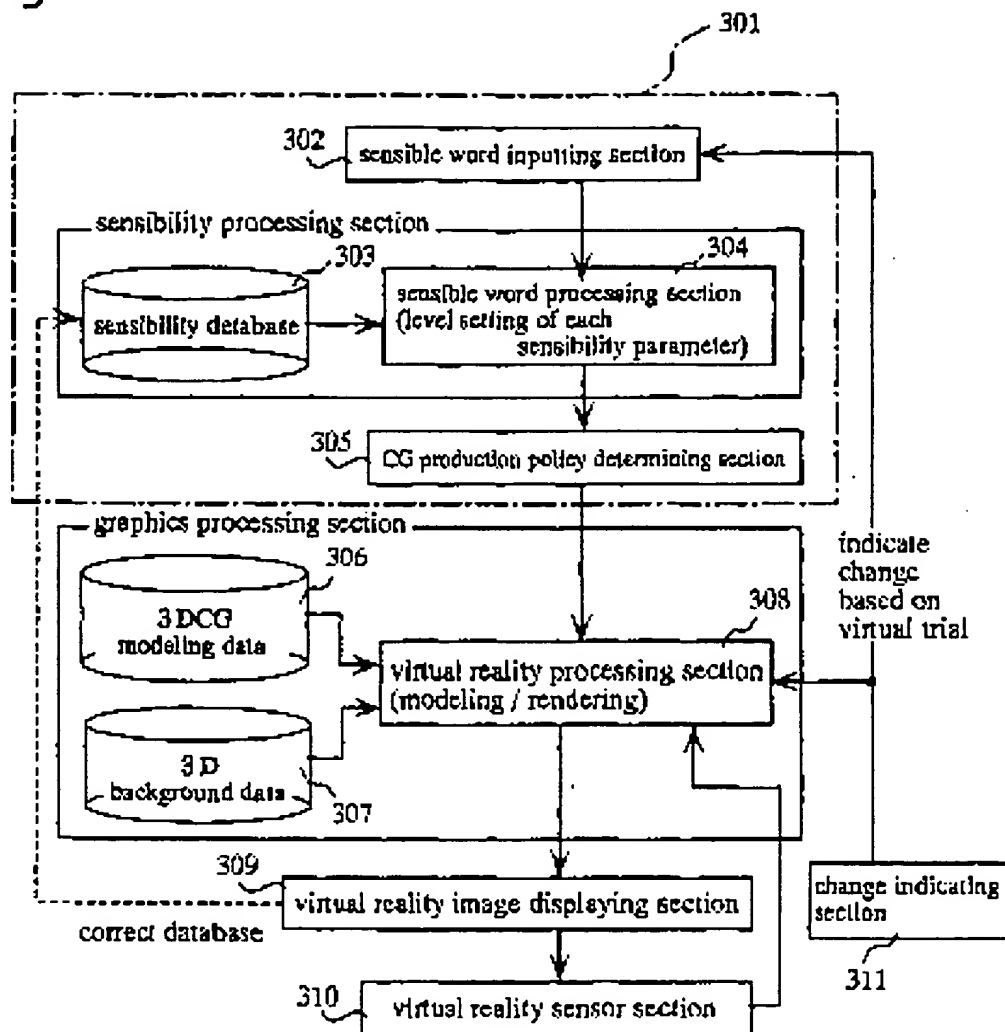 301
302
sensible word inputting section
sensibility processing section
303
304
sensibility database
sensible word processing section
(level setting of each
sensibility parameter)
305
CG production policy determining section
graphics processing section
306
3DCG
modeling data
indicate
change
based on
virtual trial
308
virtual reality processing section
(modeling / rendering)
3D
background data
307
309
virtual reality image displaying section
change indicating
section
correct database
311
310
virtual reality sensor section